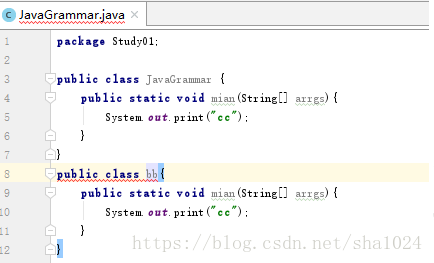 JavaGrammar.java
1 package Study01;
2
3 public class JavaGrammar {
4 public static void mian(String[] arrgs){
5 System.out.print("cc");
6 }
7 }
8 public class bb{
9 public static void mian(String[] arrgs){
10 System.out.print("cc");
11 }
12 }
https://blog.csdn.net/sha1024